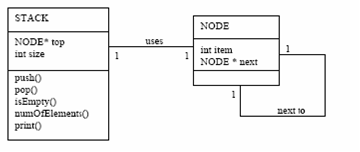 STACK
NODE* top
int size
push()
pop()
isEmpty()
numOfElements()
print()
uses
1
1
NODE
int item
NODE * next
1
1
next to